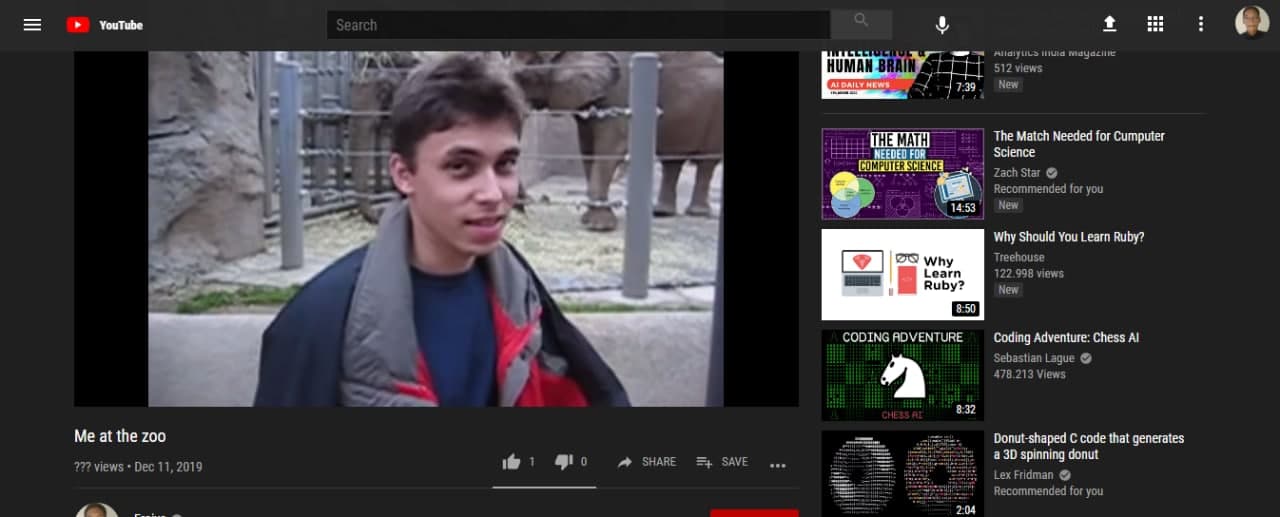 YouTube
Search
INTELLIGENCE &
HUMAN BRAIN
AI DAILY NEWS
7:39
Analytics India Magazine
512 views
New
THE MATH
NEEDED FOR
COMPUTER SCIENCE
14:53
The Match Needed for Cumputer
Science
Zach Star
Recommended for you
New
Why
Learn
Ruby?
8:50
Why Should You Learn Ruby?
Treehouse
122.998 views
New
CODING ADVENTURE
CHESS AI
8:32
Coding Adventure: Chess AI
Sebastian Lague
478.213 Views
2:04
Donut-shaped C code that generates
a 3D spinning donut
Lex Fridman
Recommended for you
Me at the zoo
??? views • Dec 11, 2019
1
0
SHARE
SAVE